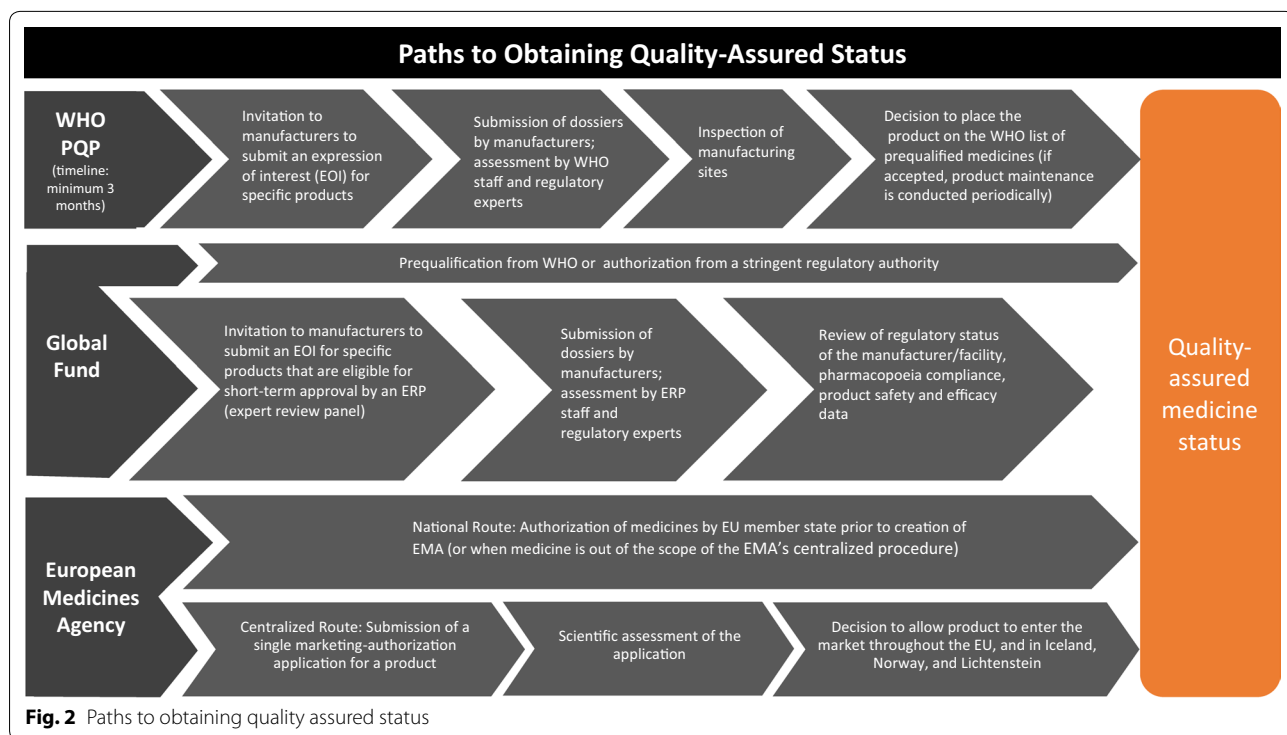 Paths to Obtaining Quality-Assured Status
WHO
PQP
(timeline:
minimum 3
months)
Invitation to
manufacturers to
submit an expression
of interest (EOI) for
specific products
Submission of dossiers
by manufacturers;
assessment by WHO
staff and regulatory
experts
Inspection of
manufacturing
sites
Decision to place the
product on the WHO list of
prequalified medicines (if
accepted, product maintenance
is conducted periodically)
Global
Fund
Prequalification from WHO or authorization from a stringent regulatory authority
Invitation to manufacturers to
submit an EOI for specific
products that are eligible for
short-term approval by an ERP
(expert review panel)
Submission of
dossiers by
manufacturers;
assessment by ERP
staff and
regulatory experts
Review of regulatory status
of the manufacturer/facility,
pharmacopoeia compliance,
product safety and efficacy
data
European
Medicines
Agency
National Route: Authorization of medicines by EU member state prior to creation of
EMA (or when medicine is out of the scope of the EMA's centralized procedure)
Centralized Route: Submission of a
single marketing-authorization
application for a product
Scientific assessment of the
application
Decision to allow product to enter the
market throughout the EU, and in Iceland,
Norway, and Lichtenstein
Quality-
assured
medicine
status
Fig. 2 Paths to obtaining quality assured status